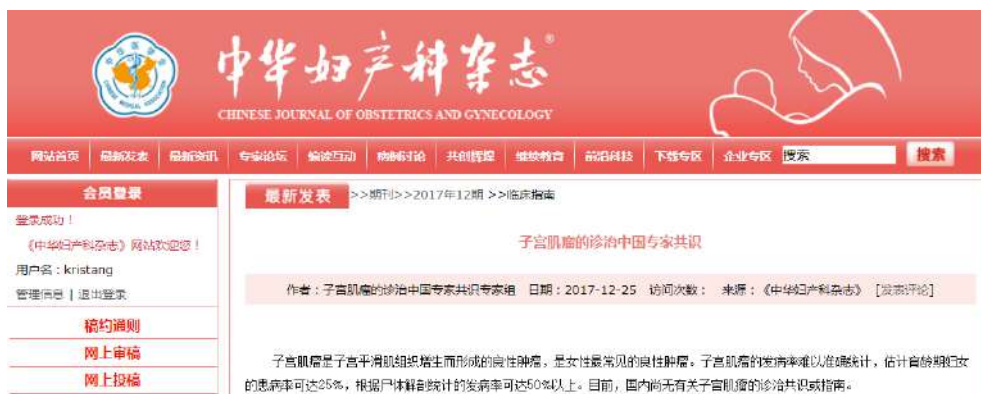 中华妇产科杂志®
CHINESE JOURNAL OF OBSTETRICS AND GYNECOLOGY
网站首页 最新发表 最新资讯 专家论坛 编读互动 病例讨论 共创辉煌 继续教育 前沿科技 下载专区 企业专区 搜索 搜索
会员登录
登录成功！
《中华妇产科杂志》网站欢迎您！
用户名：kristang
管理信息 | 退出登录
稿约通则
网上审稿
网上投稿
最新发表 >>期刊>>2017年12期 >>临床指南
子宫肌瘤的诊治中国专家共识
作者：子宫肌瘤的诊治中国专家共识专家组 日期：2017-12-25 访问次数： 来源：《中华妇产科杂志》 [发表评论]
子宫肌瘤是子宫平滑肌组织增生而形成的良性肿瘤，是女性最常见的良性肿瘤。子宫肌瘤的发病率难以准确统计，估计育龄期妇女
的患病率可达25%，根据尸体解剖统计的发病率可达50%以上。目前，国内尚无有关子宫肌瘤的诊治共识或指南。